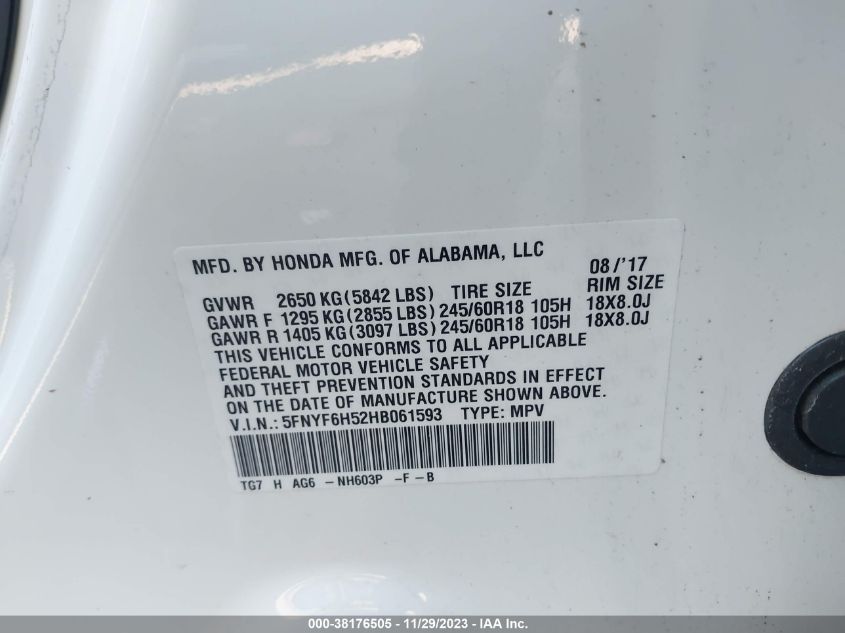 MFD. BY HONDA MFG. OF ALABAMA, LLC 08/'17
GVWR 2650 KG(5842 LBS) TIRE SIZE RIM SIZE
GAWR F 1295 KG(2855 LBS) 245/60R18 105H 18X8.0J
GAWR R 1405 KG(3097 LBS) 245/60R18 105H 18X8.0J
THIS VEHICLE CONFORMS TO ALL APPLICABLE
FEDERAL MOTOR VEHICLE SAFETY
AND THEFT PREVENTION STANDARDS IN EFFECT
ON THE DATE OF MANUFACTURE SHOWN ABOVE.
V.I.N.: 5FNYF6H52HB061593 TYPE: MPV
TG7 H AG6 -NH603P -F-B
000-38176505 - 11/29/2023 - IAA Inc.